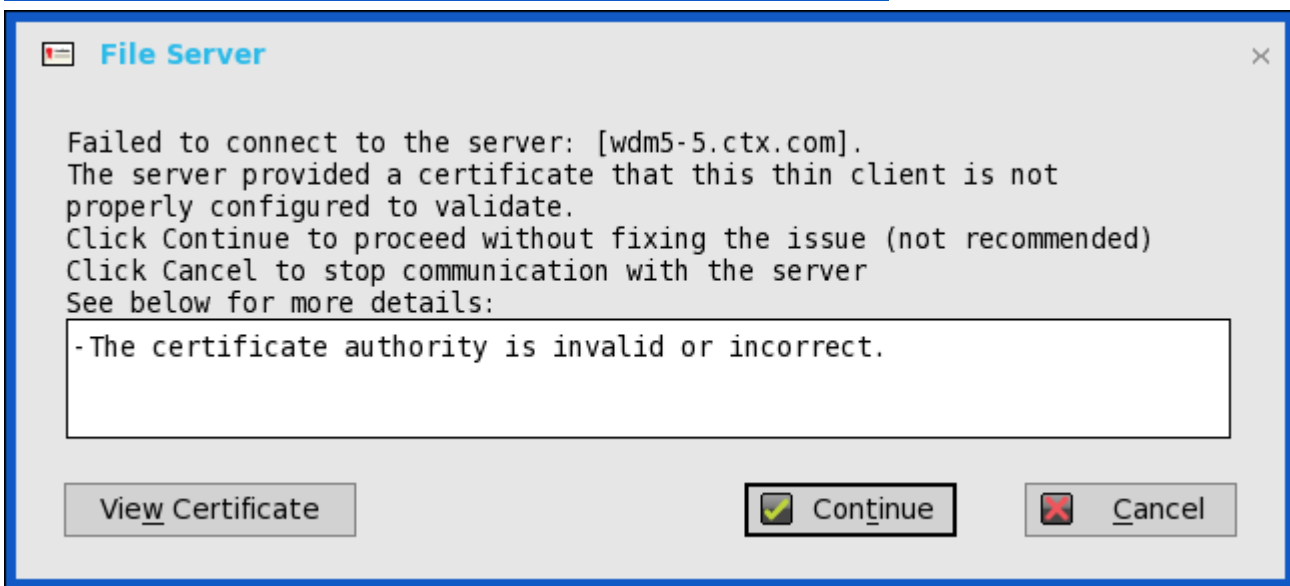 File Server
Failed to connect to the server: [wdm5-5.ctx.com].
The server provided a certificate that this thin client is not
properly configured to validate.
Click Continue to proceed without fixing the issue (not recommended)
Click Cancel to stop communication with the server
See below for more details:
-The certificate authority is invalid or incorrect.
View Certificate
Continue
Cancel